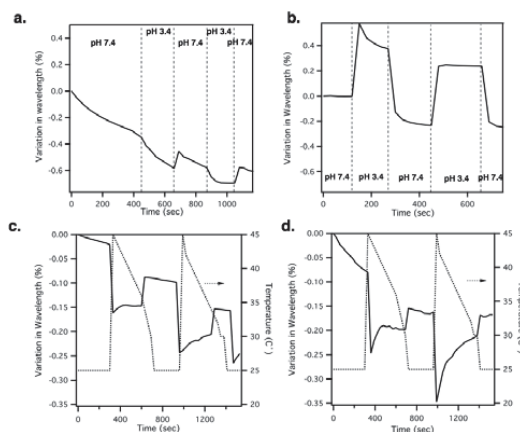 a.
pH 3.4 pH 3.4
pH 7.4 pH 7.4 pH 7.4
Variation in wavelength (%)
0.4
0.2
0.0
-0.2
-0.4
-0.6
0 200 400 600 800 1000
Time (sec)
b.
Variation in wavelength (%)
0.4
0.2
0.0
-0.2
-0.4
-0.6
pH 7.4 pH 3.4 pH 7.4 pH 3.4 pH 7.4
0 200 400 600
Time (sec)
c.
Variation in Wavelength (%)
0.00
-0.05
-0.10
-0.15
-0.20
-0.25
-0.30
-0.35
45
40
35
30
25
20
Temperature (C˚)
0 400 800 1200
Time (sec)
d.
Variation in Wavelength (%)
0.00
-0.05
-0.10
-0.15
-0.20
-0.25
-0.30
-0.35
45
40
35
30
25
20
0 400 800 1200
Time (sec)